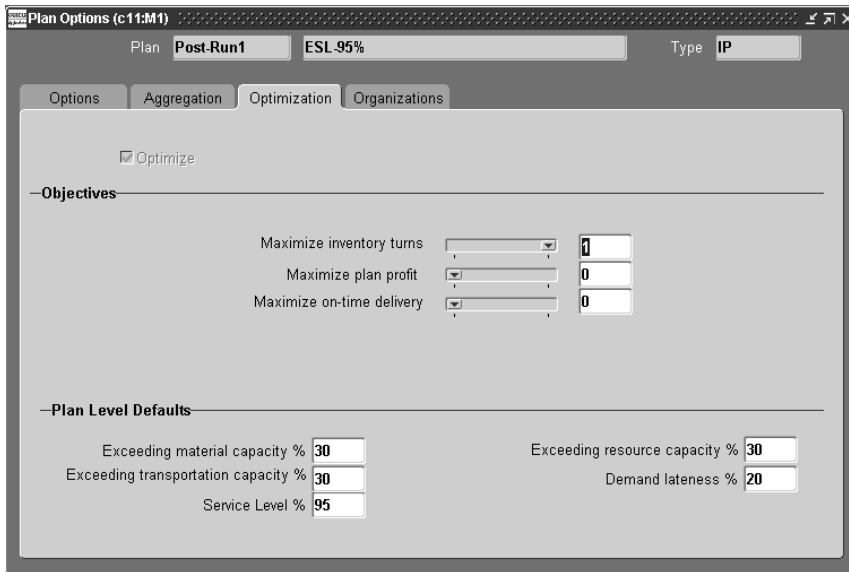 Plan Options (c11:M1)
Plan Post-Run1 ESL-95% Type IP
Options Aggregation Optimization Organizations
Optimize
Objectives
Maximize inventory turns 1
Maximize plan profit 0
Maximize on-time delivery 0
Plan Level Defaults
Exceeding material capacity % 30 Exceeding resource capacity % 30
Exceeding transportation capacity % 30 Demand lateness % 20
Service Level % 95